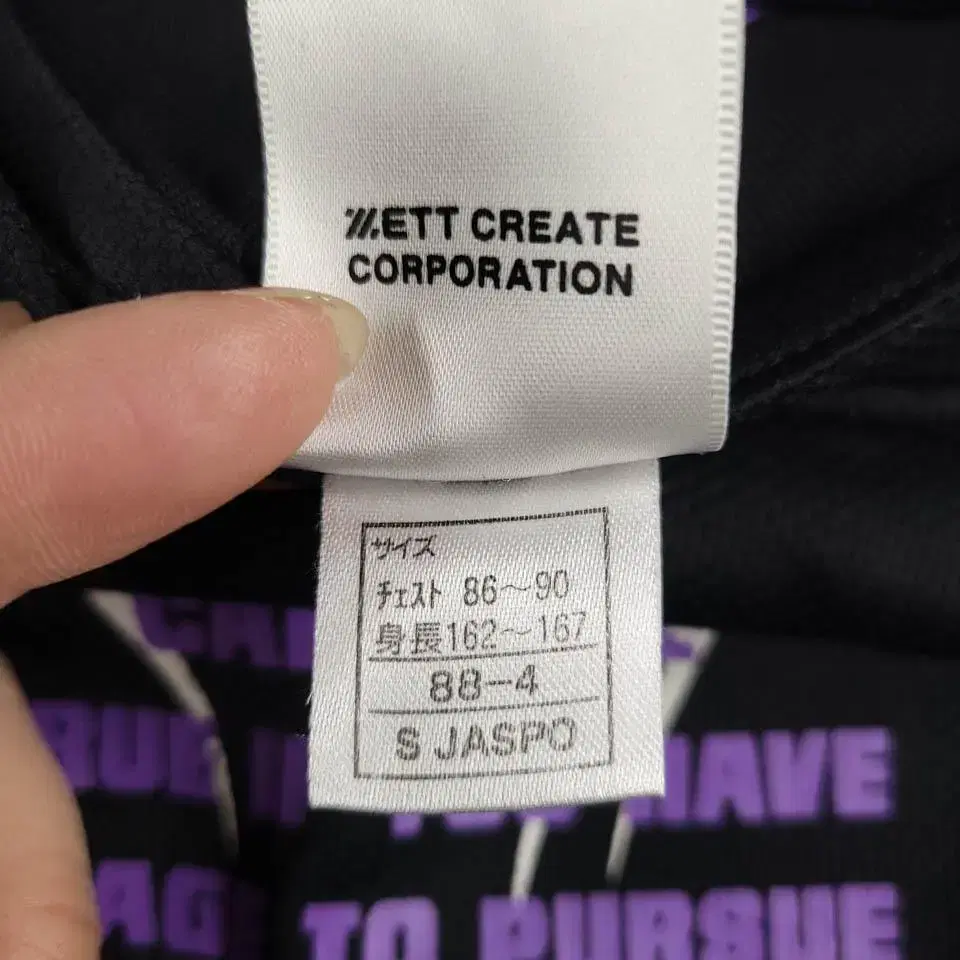 ZETT CREATE
CORPORATION
サイズ
チェスト 86～90
身長162～167
88-4
S JASPO
HAVE
TO PURSUE